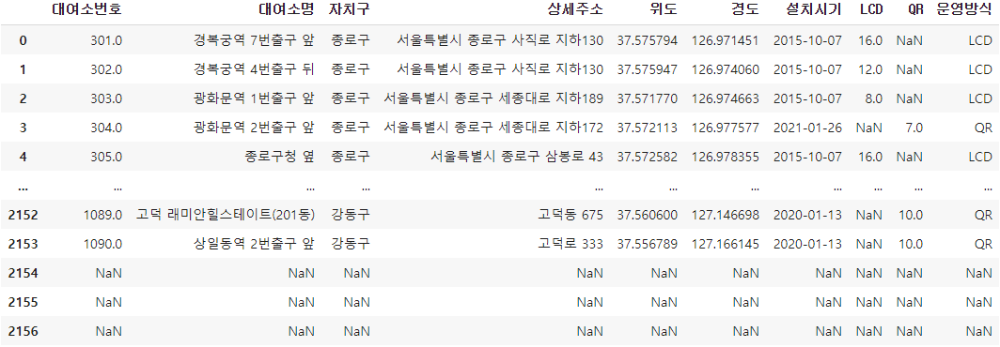 대여소번호 대여소명 자치구 상세주소 위도 경도 설치시기 LCD QR 운영방식
0 301.0 경복궁역 7번출구 앞 종로구 서울특별시 종로구 사직로 지하130 37.575794 126.971451 2015-10-07 16.0 NaN LCD
1 302.0 경복궁역 4번출구 뒤 종로구 서울특별시 종로구 사직로 지하130 37.575947 126.974060 2015-10-07 12.0 NaN LCD
2 303.0 광화문역 1번출구 앞 종로구 서울특별시 종로구 세종대로 지하189 37.571770 126.974663 2015-10-07 8.0 NaN LCD
3 304.0 광화문역 2번출구 앞 종로구 서울특별시 종로구 세종대로 지하172 37.572113 126.977577 2021-01-26 NaN 7.0 QR
4 305.0 종로구청 옆 종로구 서울특별시 종로구 삼봉로 43 37.572582 126.978355 2015-10-07 16.0 NaN LCD
... ... ... ... ... ... ... ... ... ... ...
2152 1089.0 고덕 래미안힐스테이트(201동) 강동구 고덕동 675 37.560600 127.146698 2020-01-13 NaN 10.0 QR
2153 1090.0 상일동역 2번출구 앞 강동구 고덕로 333 37.556789 127.166145 2020-01-13 NaN 10.0 QR
2154 NaN NaN NaN NaN NaN NaN NaN NaN NaN NaN
2155 NaN NaN NaN NaN NaN NaN NaN NaN NaN NaN
2156 NaN NaN NaN NaN NaN NaN NaN NaN NaN NaN